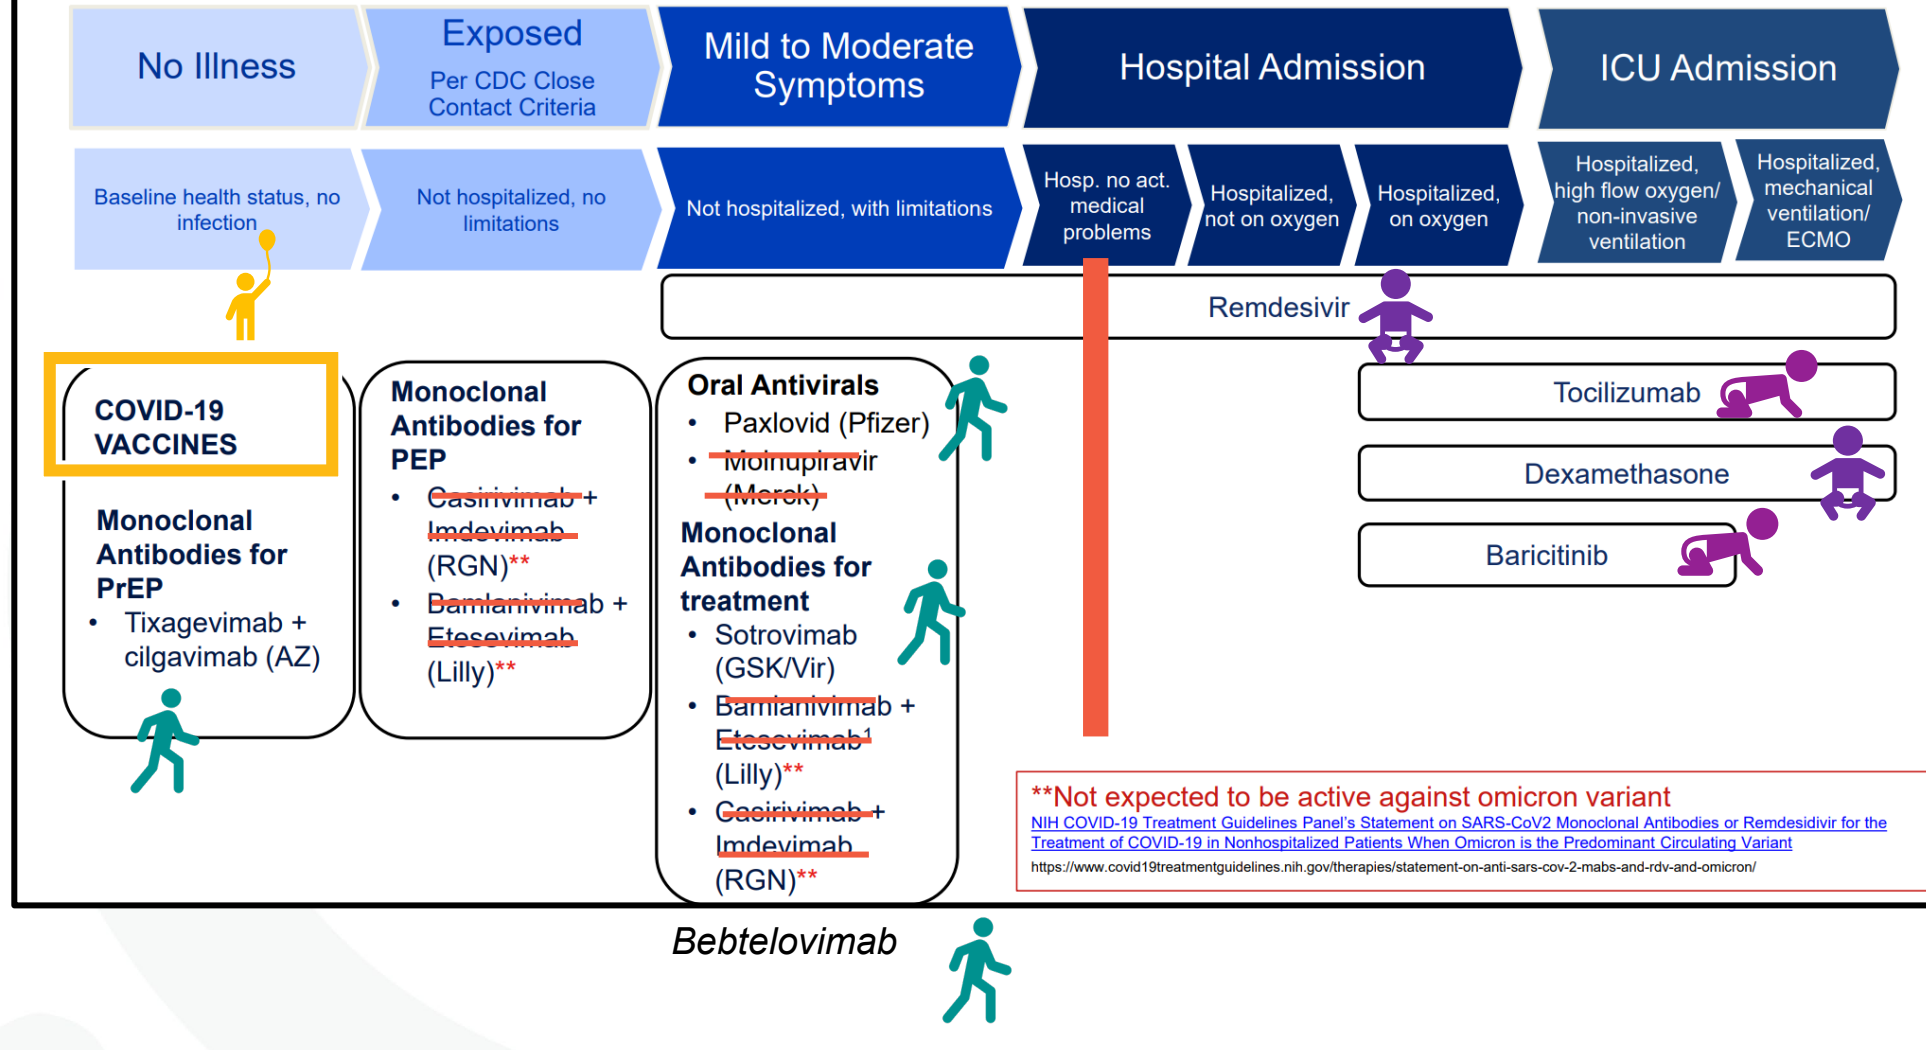 No Illness
Exposed
Per CDC Close
Contact Criteria
Mild to Moderate
Symptoms
Hospital Admission
ICU Admission
Baseline health status, no
infection
Not hospitalized, no
limitations
Not hospitalized, with limitations
Hosp. no act.
medical
problems
Hospitalized,
not on oxygen
Hospitalized,
on oxygen
Hospitalized,
high flow oxygen/
non-invasive
ventilation
Hospitalized,
mechanical
ventilation/
ECMO
Remdesivir
COVID-19
VACCINES
Monoclonal
Antibodies for
PrEP
• Tixagevimab +
cilgavimab (AZ)
Monoclonal
Antibodies for
PEP
• Casirivimab +
Imdevimab
(RGN)**
• Bamlanivimab +
Etesevimab
(Lilly)**
Oral Antivirals
• Paxlovid (Pfizer)
• Molnupiravir
(Merck)
Monoclonal
Antibodies for
treatment
• Sotrovimab
(GSK/Vir)
• Bamlanivimab +
Etesevimab¹
(Lilly)**
• Casirivimab +
Imdevimab
(RGN)**
Tocilizumab
Dexamethasone
Baricitinib
**Not expected to be active against omicron variant
NIH COVID-19 Treatment Guidelines Panel's Statement on SARS-CoV2 Monoclonal Antibodies or Remdesidivir for the
Treatment of COVID-19 in Nonhospitalized Patients When Omicron is the Predominant Circulating Variant
https://www.covid19treatmentguidelines.nih.gov/therapies/statement-on-anti-sars-cov-2-mabs-and-rdv-and-omicron/
Bebtelovimab